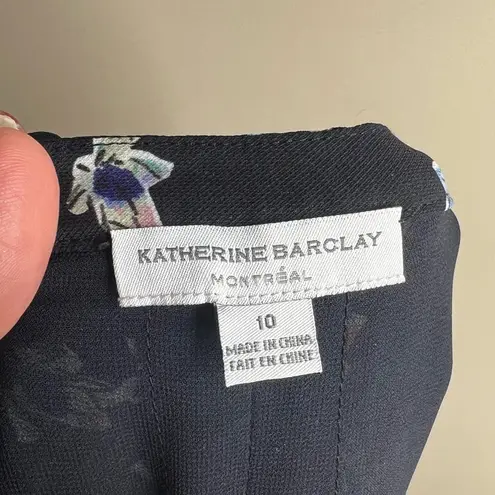 KATHERINE BARCLAY
MONTRÉAL
10
MADE IN CHINA
FAIT EN CHINE